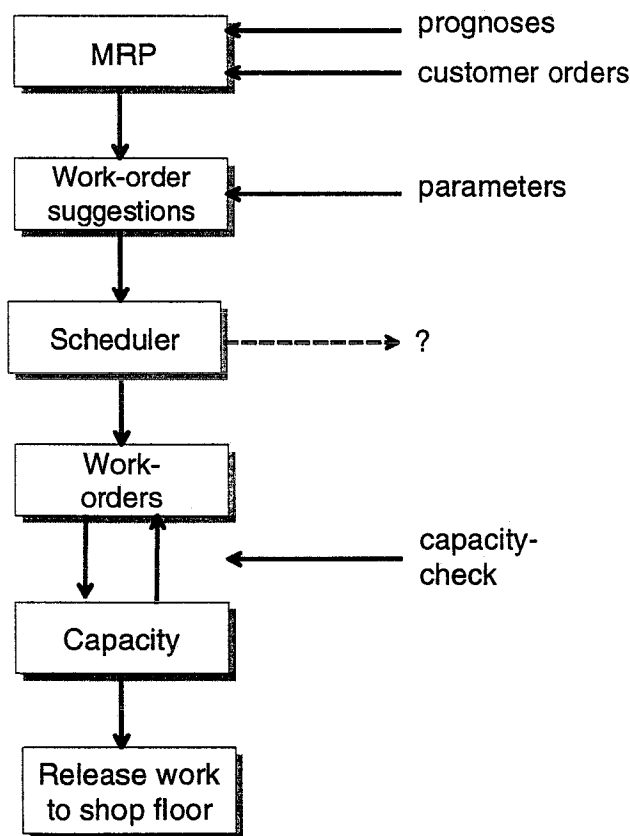 MRP
prognoses
customer orders
Work-order
suggestions
parameters
Scheduler
?
Work-
orders
capacity-
check
Capacity
Release work
to shop floor